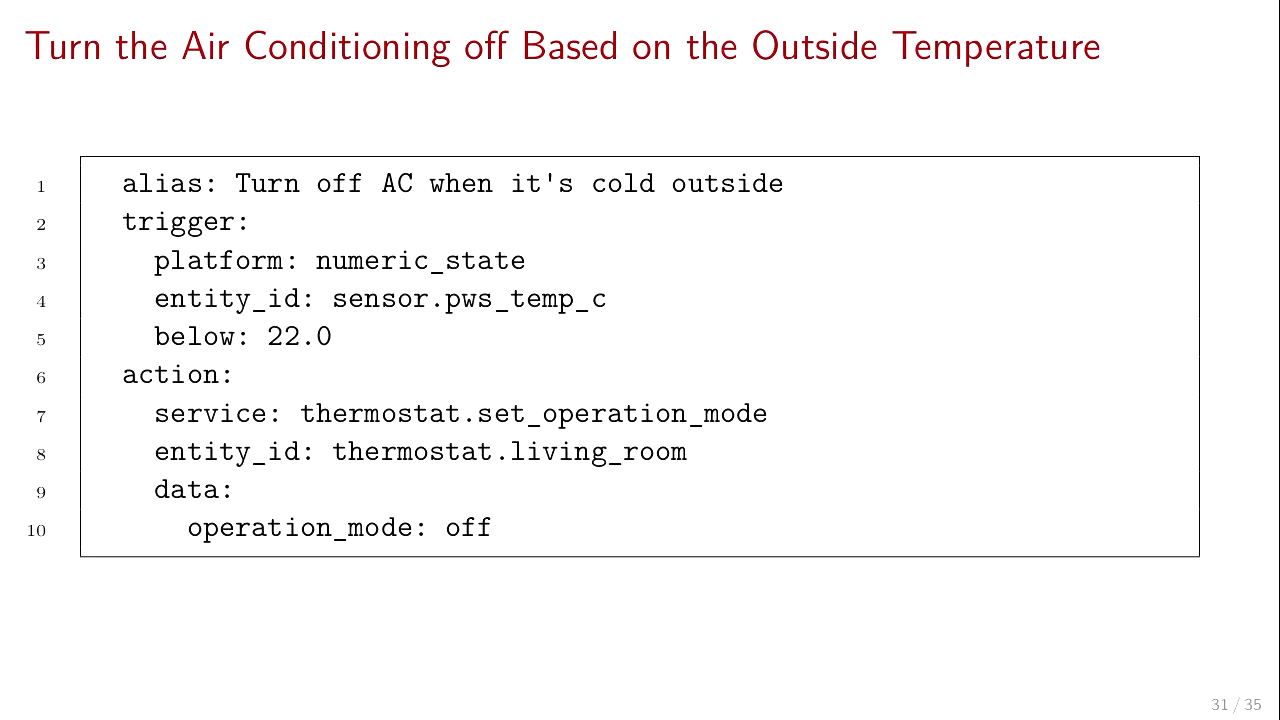 Turn the Air Conditioning off Based on the Outside Temperature
1 alias: Turn off AC when it's cold outside
2 trigger:
3   platform: numeric_state
4   entity_id: sensor.pws_temp_c
5   below: 22.0
6 action:
7   service: thermostat.set_operation_mode
8   entity_id: thermostat.living_room
9   data:
10     operation_mode: off
31 / 35